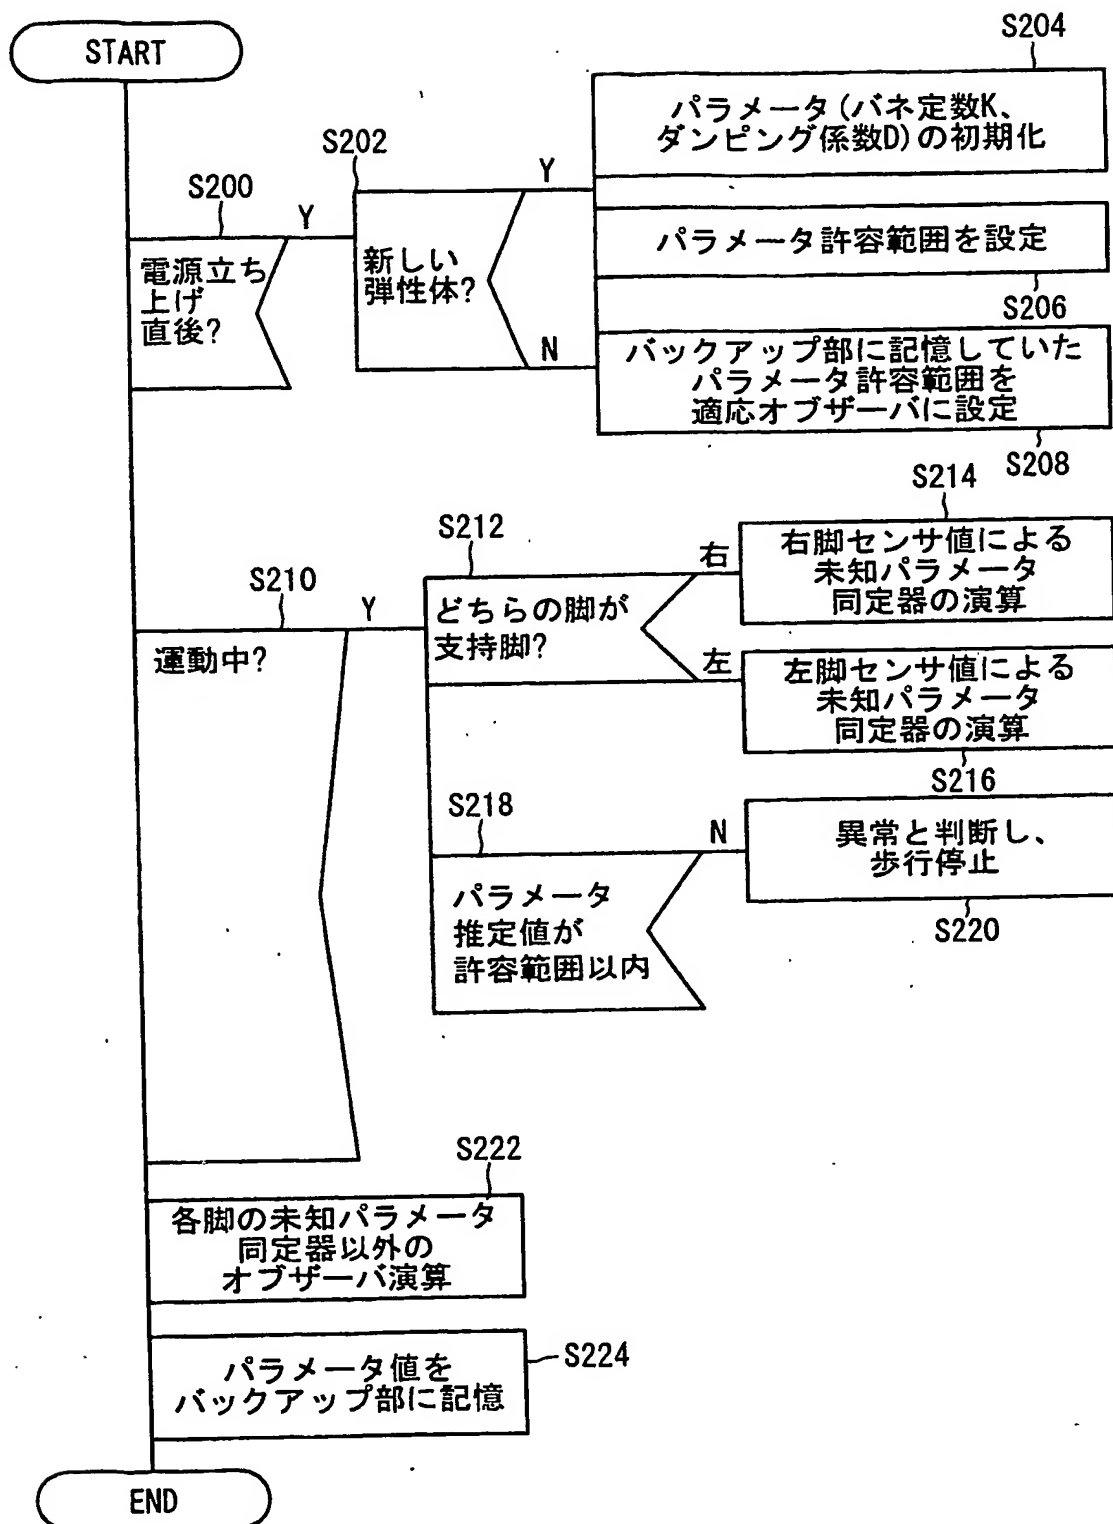 START
S200
電源立ち
上げ
直後?
Y
S202
新しい
弾性体?
Y
N
S204
パラメータ(バネ定数K、
ダンピング係数D)の初期化
パラメータ許容範囲を設定
S206
バックアップ部に記憶していた
パラメータ許容範囲を
適応オブザーバに設定
S208
S210
運動中?
Y
S212
どちらの脚が
支持脚?
右
左
S214
右脚センサ値による
未知パラメータ
同定器の演算
左脚センサ値による
未知パラメータ
同定器の演算
S216
S218
パラメータ
推定値が
許容範囲以内
N
異常と判断し、
歩行停止
S220
S222
各脚の未知パラメータ
同定器以外の
オブザーバ演算
パラメータ値を
バックアップ部に記憶
S224
END